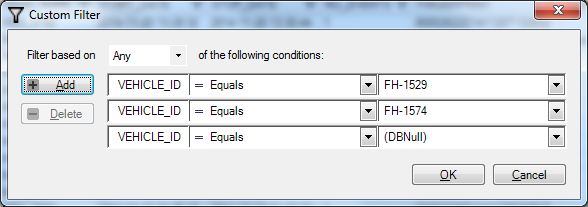 Custom Filter
Filter based on Any of the following conditions:
Add VEHICLE_ID = Equals FH-1529
Delete VEHICLE_ID = Equals FH-1574
VEHICLE_ID = Equals (DBNull)
OK Cancel